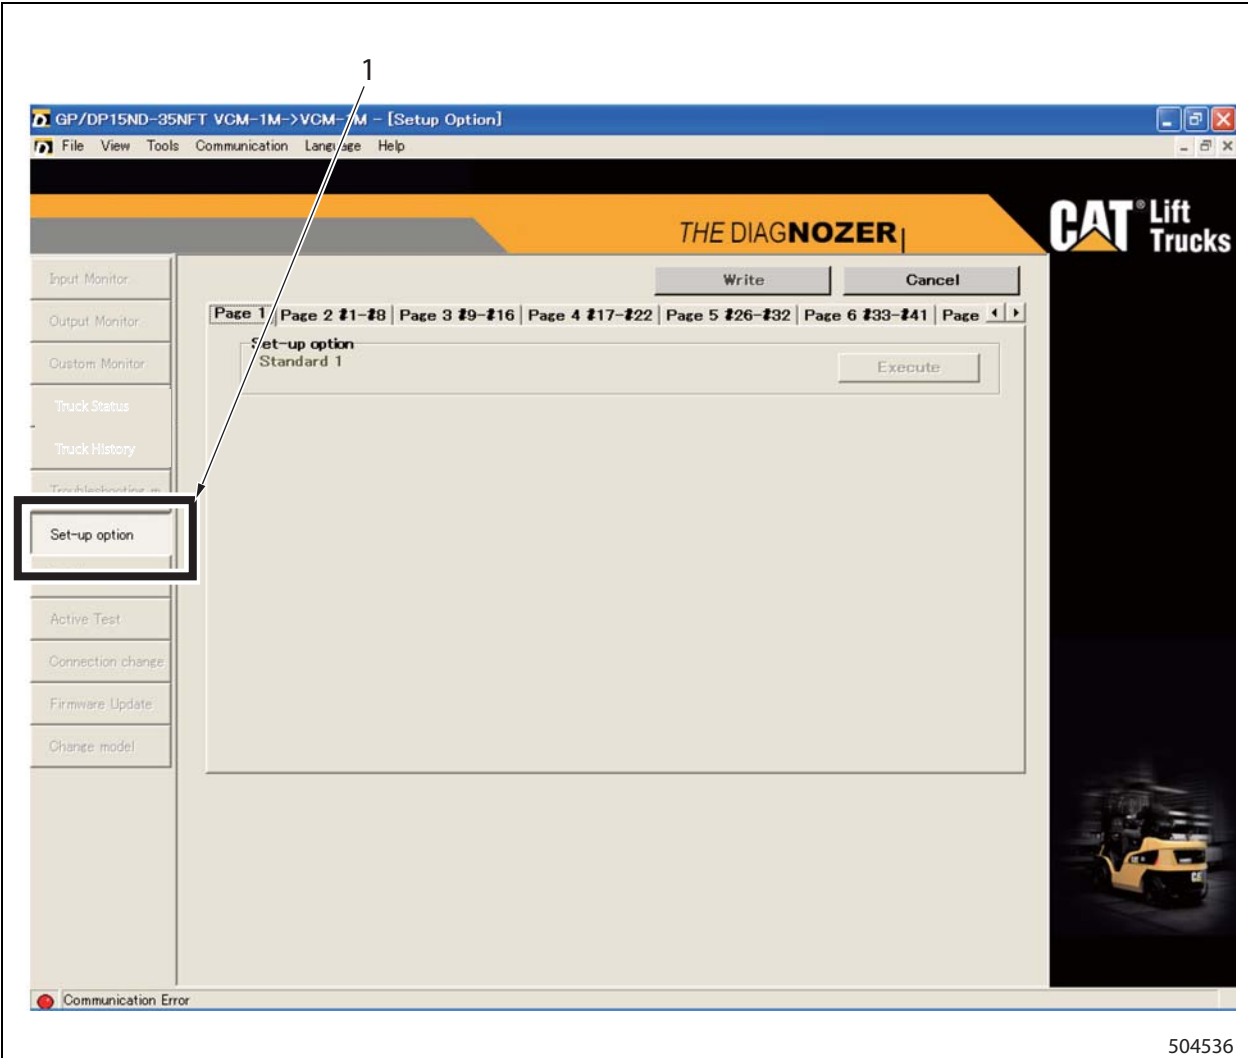 1
GP/DP15ND-35NFT VCM-1M->VCM-1M - [Setup Option]
File View Tools Communication Language Help
THE DIAGNOZER
CAT® Lift Trucks
Write Cancel
Page 1 Page 2 #1-#8 Page 3 #9-#16 Page 4 #17-#22 Page 5 #26-#32 Page 6 #33-#41 Page
Set-up option
Standard 1
Execute
Input Monitor
Output Monitor
Custom Monitor
Truck Status
Truck History
Troubleshooting m
Set-up option
Active Test
Connection change
Firmware Update
Change model
Communication Error
504536